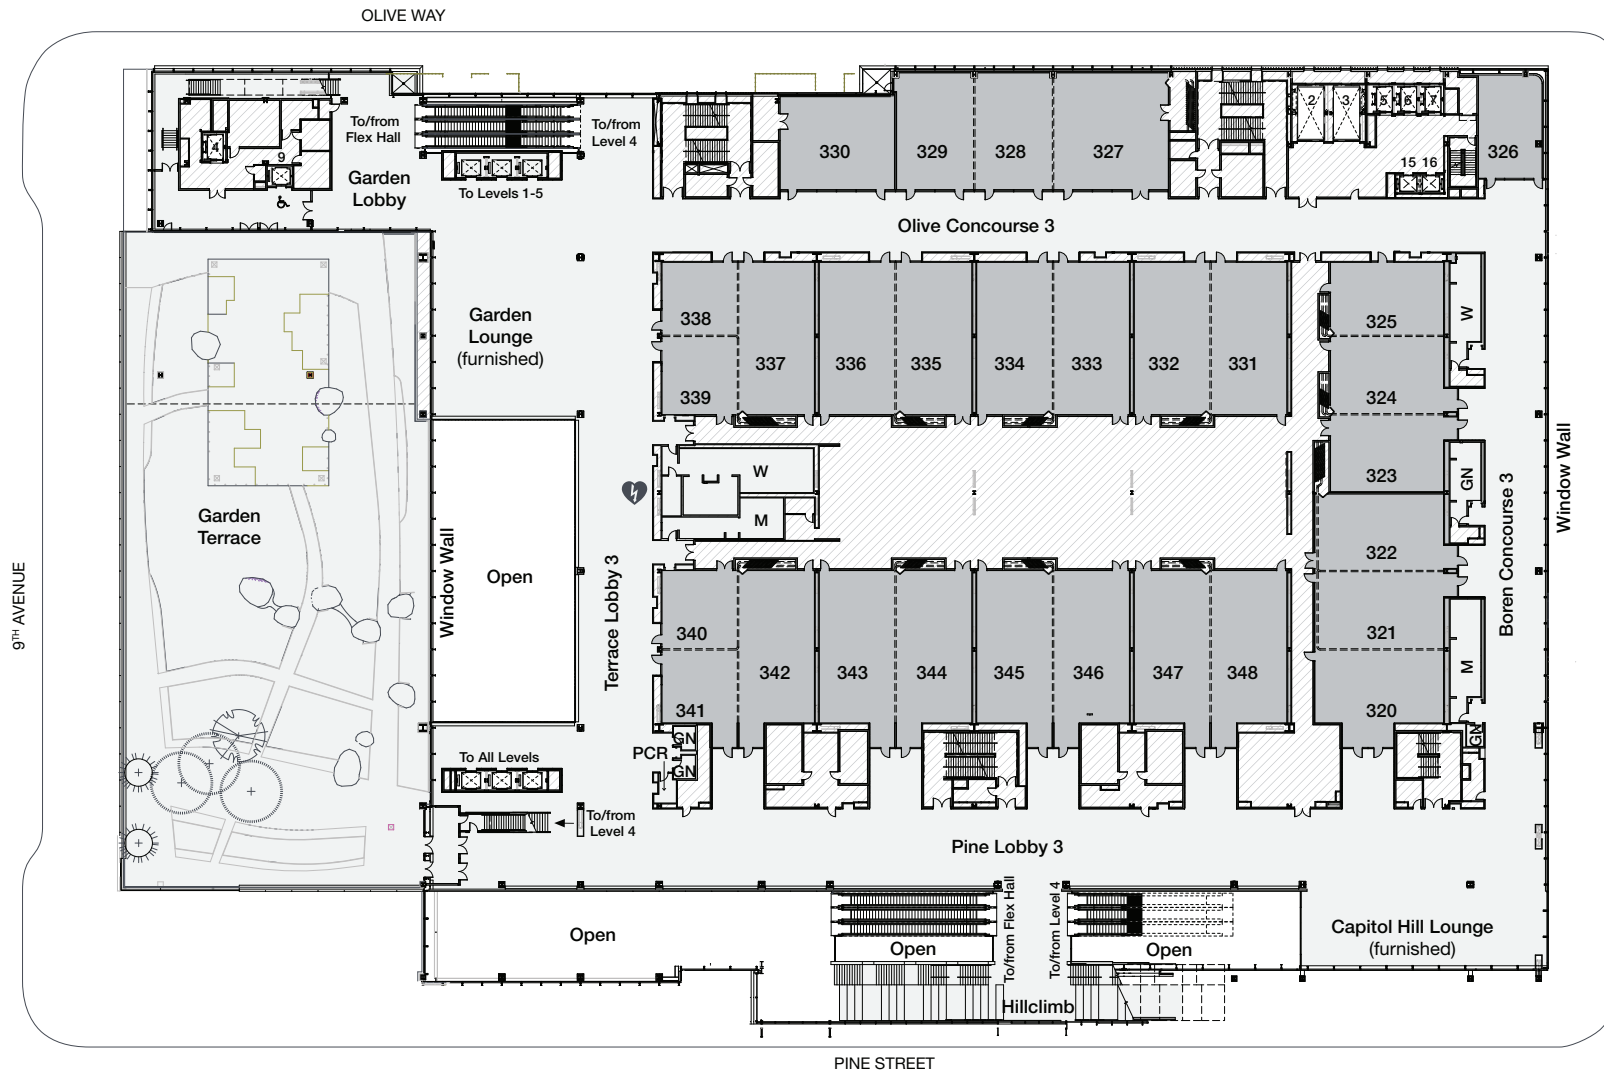 OLIVE WAY
To/from
Flex Hall
To/from
Level 4
4
9
Garden
Lobby
To Levels 1-5
330
329
328
327
2
3
5
6
7
15 16
326
Olive Concourse 3
Garden
Lounge
(furnished)
338
339
337
336
335
334
333
332
331
325
324
323
W
GN
Window Wall
Garden
Terrace
Window Wall
Open
W
M
Terrace Lobby 3
322
321
320
M
GN
Boren Concourse 3
9TH AVENUE
340
341
342
343
344
345
346
347
348
GN
GN
PCR
To All Levels
To/from
Level 4
Pine Lobby 3
Open
Open
To/from Flex Hall
To/from Level 4
Open
Capitol Hill Lounge
(furnished)
Hillclimb
PINE STREET